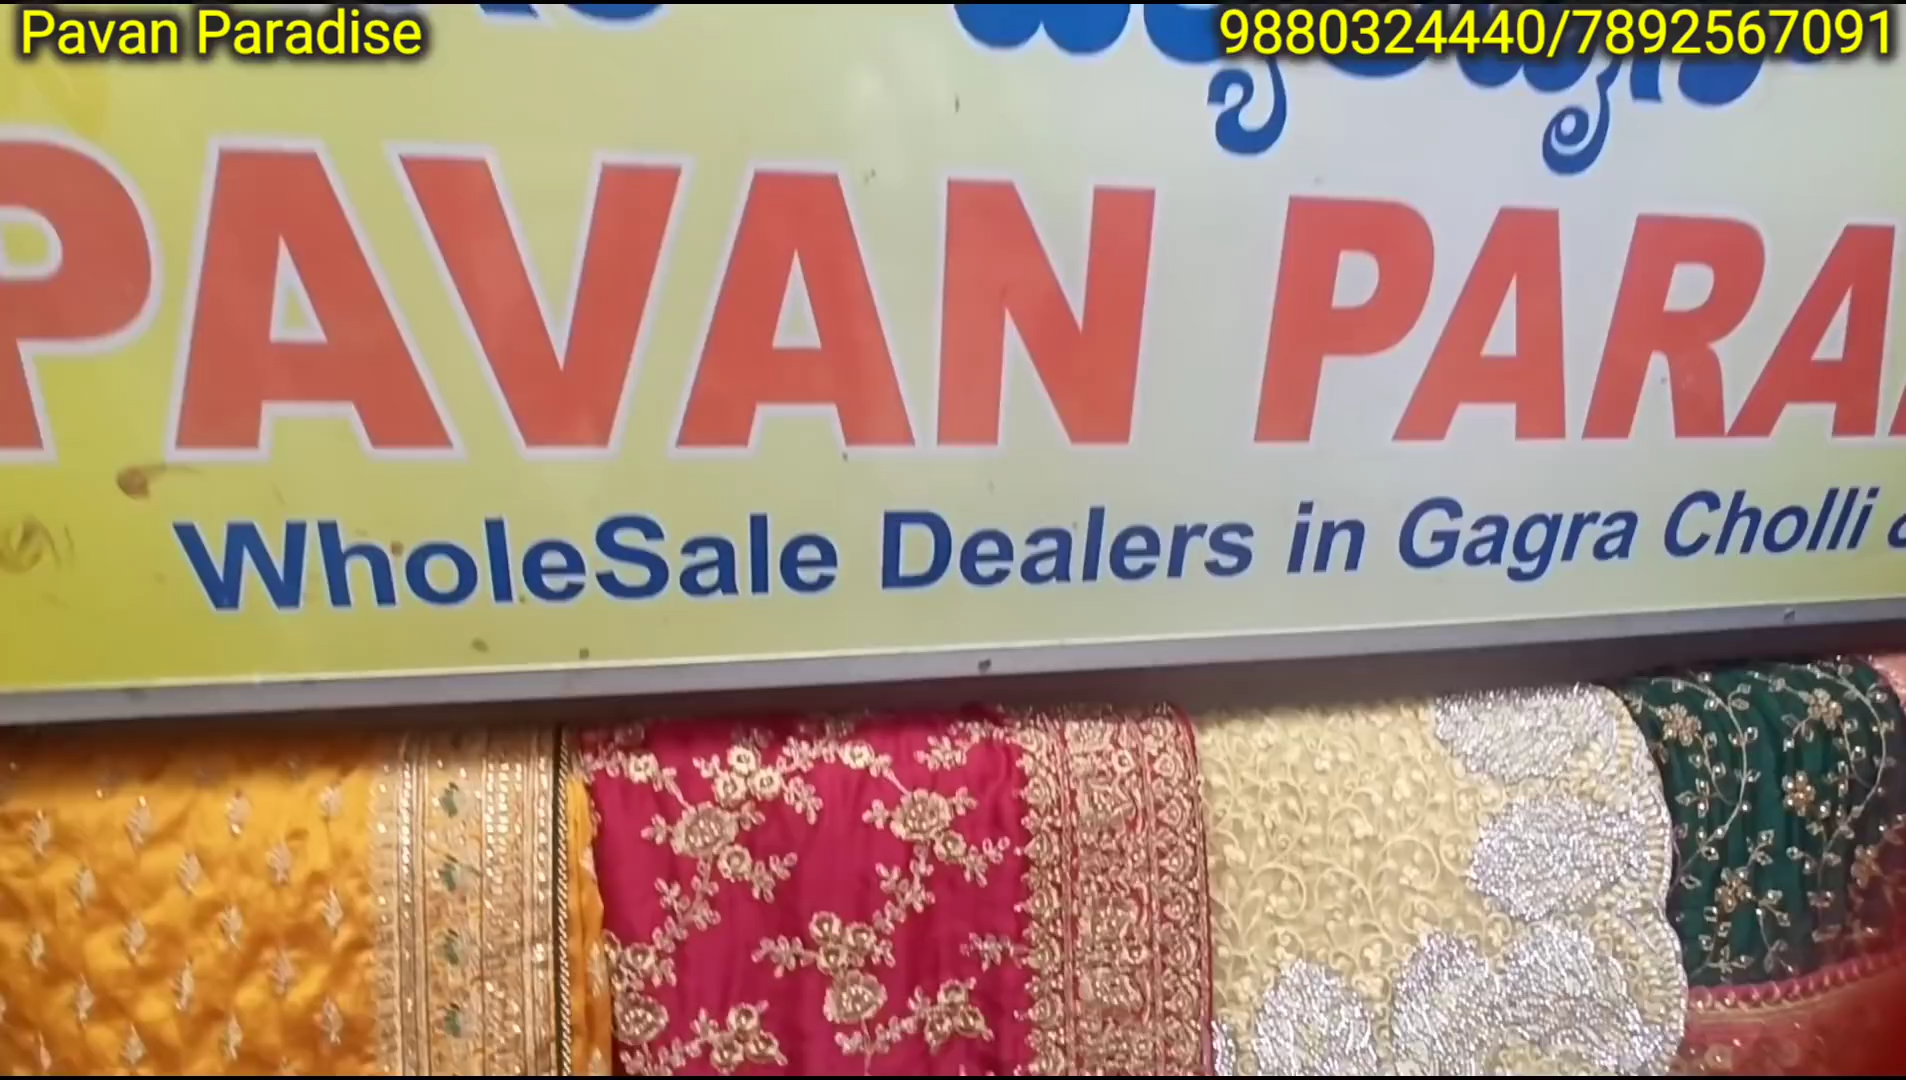 Pavan Paradise
9880324440/7892567091
PAVAN PARA
WholeSale Dealers in Gagra Cholli